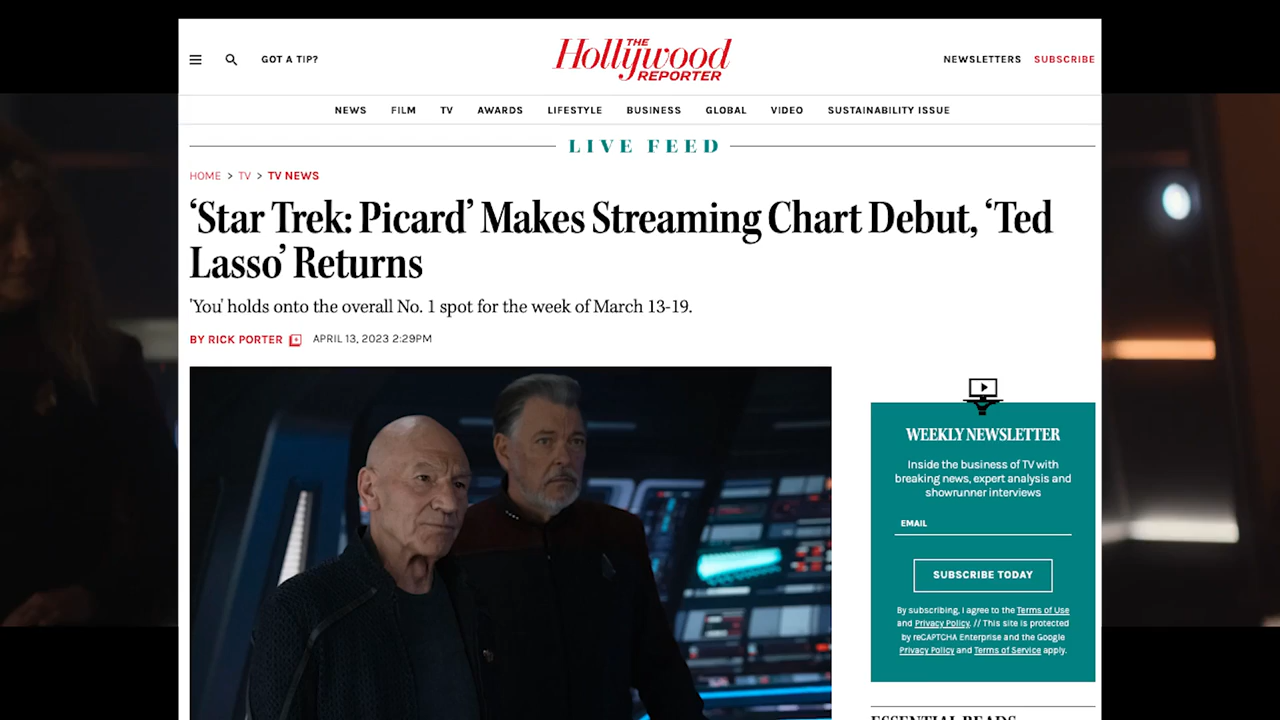 GOT A TIP?
THE
Hollywood
REPORTER
NEWSLETTERS SUBSCRIBE
NEWS FILM TV AWARDS LIFESTYLE BUSINESS GLOBAL VIDEO SUSTAINABILITY ISSUE
LIVE FEED
HOME > TV > TV NEWS
‘Star Trek: Picard’ Makes Streaming Chart Debut, ‘Ted
Lasso’ Returns
'You' holds onto the overall No. 1 spot for the week of March 13-19.
BY RICK PORTER APRIL 13, 2023 2:29PM
WEEKLY NEWSLETTER
Inside the business of TV with
breaking news, expert analysis and
showrunner interviews
EMAIL
SUBSCRIBE TODAY
By subscribing, I agree to the Terms of Use
and Privacy Policy. // This site is protected
by reCAPTCHA Enterprise and the Google
Privacy Policy and Terms of Service apply.
ESSENTIAL READS